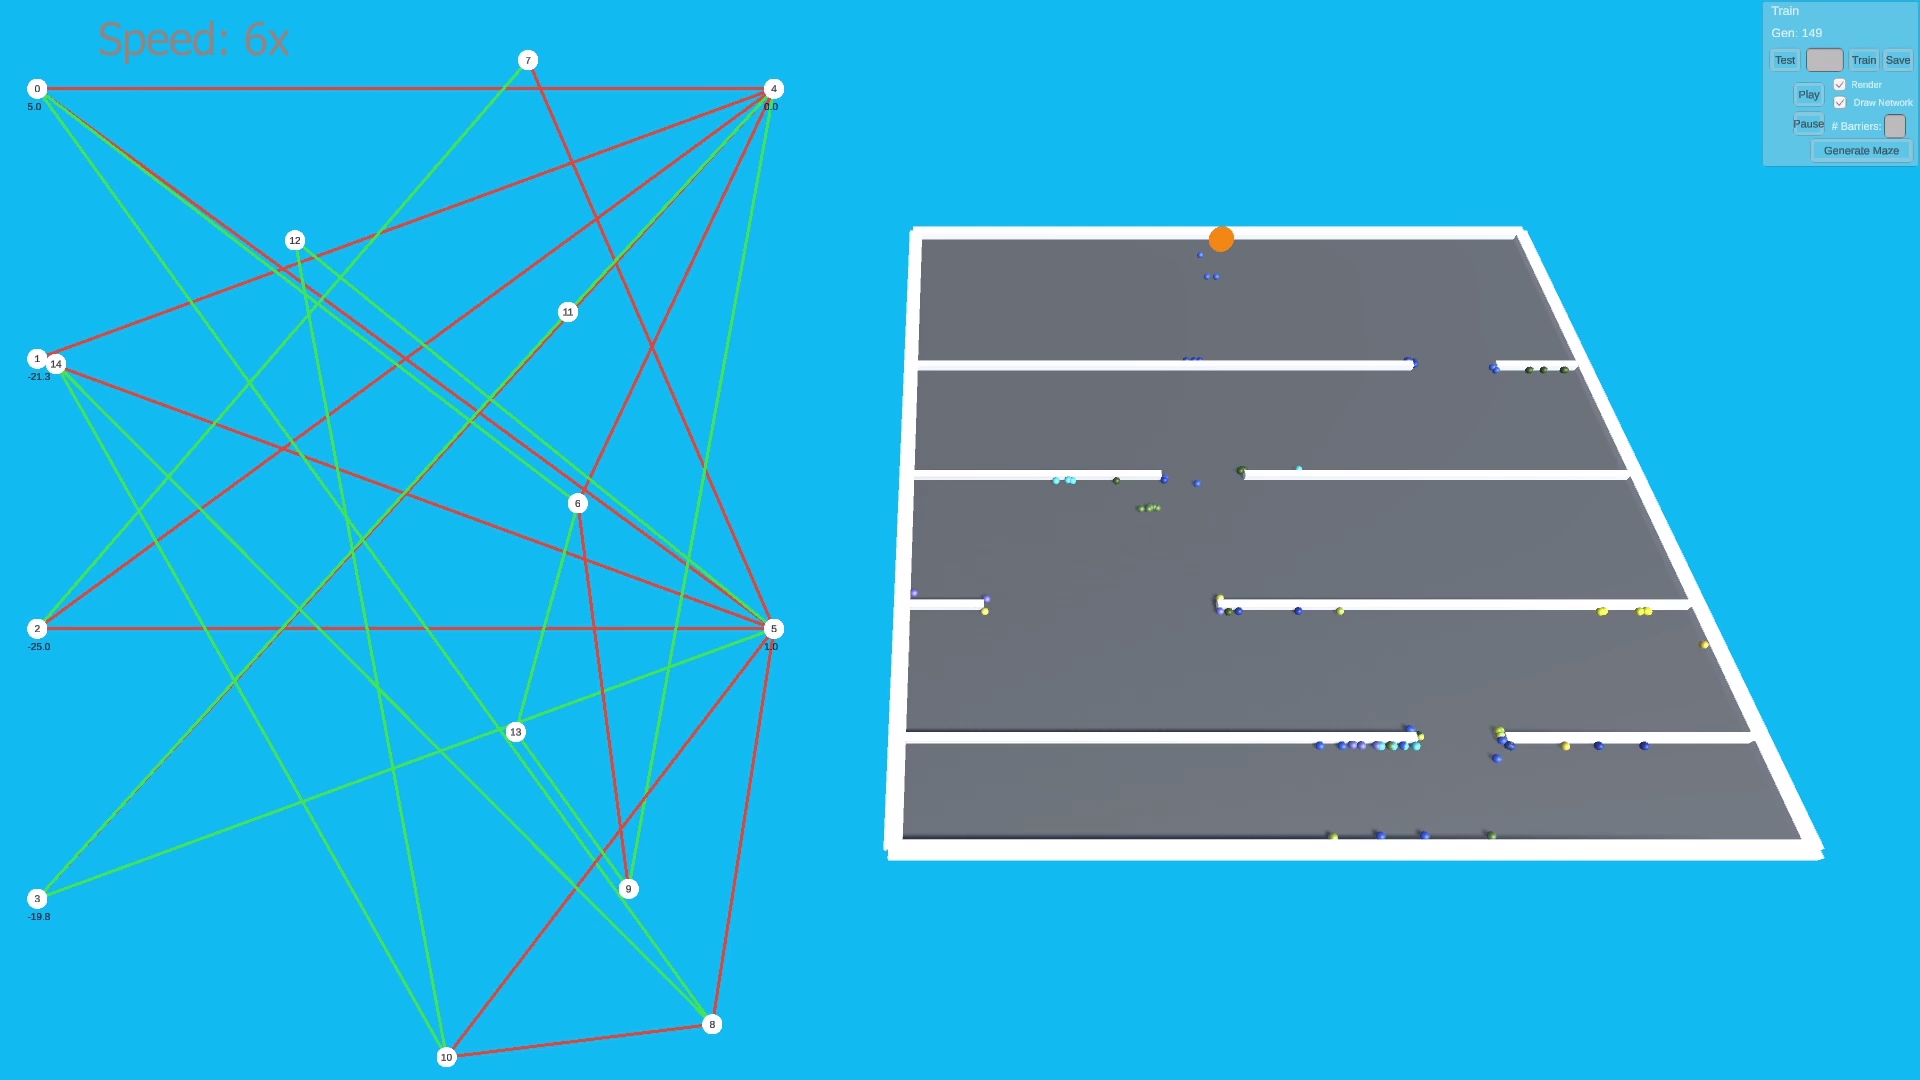 Speed: 6x
Train
Gen: 149
Test
Train
Save
Render
Play
Draw Network
Pause
# Barriers:
Generate Maze
7
0
5.0
4
0.0
12
11
1
14
-21.3
6
2
-25.0
5
1.0
13
9
3
-19.8
8
10